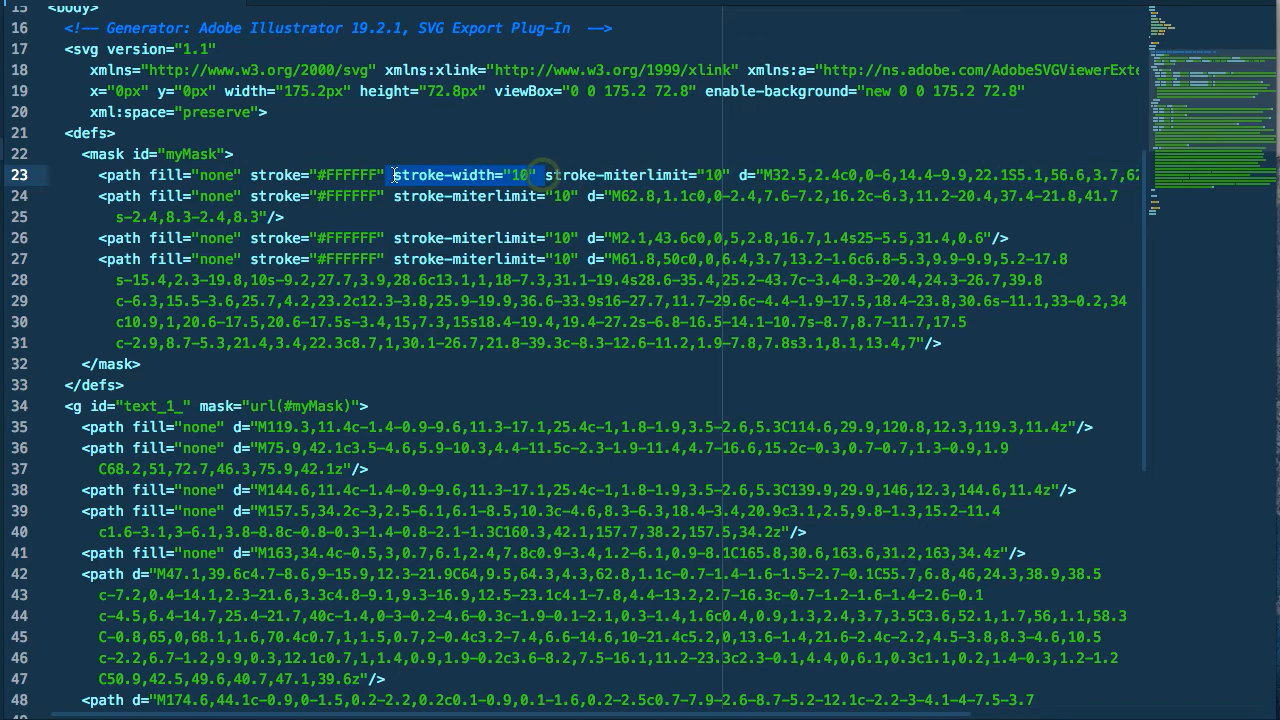 15 <body>
16 <!-- Generator: Adobe Illustrator 19.2.1, SVG Export Plug-In  -->
17 <svg version="1.1"
18 xmlns="http://www.w3.org/2000/svg" xmlns:xlink="http://www.w3.org/1999/xlink" xmlns:a="http://ns.adobe.com/AdobeSVGViewerExte
19 x="0px" y="0px" width="175.2px" height="72.8px" viewBox="0 0 175.2 72.8" enable-background="new 0 0 175.2 72.8"
20 xml:space="preserve">
21 <defs>
22 <mask id="myMask">
23 <path fill="none" stroke="#FFFFFF" stroke-width="10" stroke-miterlimit="10" d="M32.5,2.4c0,0-6,14.4-9.9,22.1S5.1,56.6,3.7,62
24 <path fill="none" stroke="#FFFFFF" stroke-miterlimit="10" d="M62.8,1.1c0,0-2.4,7.6-7.2,16.2c-6.3,11.2-20.4,37.4-21.8,41.7
25 s-2.4,8.3-2.4,8.3"/>
26 <path fill="none" stroke="#FFFFFF" stroke-miterlimit="10" d="M2.1,43.6c0,0,5,2.8,16.7,1.4s25-5.5,31.4,0.6"/>
27 <path fill="none" stroke="#FFFFFF" stroke-miterlimit="10" d="M61.8,50c0,0,6.4,3.7,13.2-1.6c6.8-5.3,9.9-9.9,5.2-17.8
28 s-15.4,2.3-19.8,10s-9.2,27.7,3.9,28.6c13.1,1,18-7.3,31.1-19.4s28.6-35.4,25.2-43.7c-3.4-8.3-20.4,24.3-26.7,39.8
29 c-6.3,15.5-3.6,25.7,4.2,23.2c12.3-3.8,25.9-19.9,36.6-33.9s16-27.7,11.7-29.6c-4.4-1.9-17.5,18.4-23.8,30.6s-11.1,33-0.2,34
30 c10.9,1,20.6-17.5,20.6-17.5s-3.4,15,7.3,15s18.4-19.4,19.4-27.2s-6.8-16.5-14.1-10.7s-8.7,8.7-11.7,17.5
31 c-2.9,8.7-5.3,21.4,3.4,22.3c8.7,1,30.1-26.7,21.8-39.3c-8.3-12.6-11.2,1.9-7.8,7.8s3.1,8.1,13.4,7"/>
32 </mask>
33 </defs>
34 <g id="text_1_" mask="url(#myMask)">
35 <path fill="none" d="M119.3,11.4c-1.4-0.9-9.6,11.3-17.1,25.4c-1,1.8-1.9,3.5-2.6,5.3C114.6,29.9,120.8,12.3,119.3,11.4z"/>
36 <path fill="none" d="M75.9,42.1c3.5-4.6,5.9-10.3,4.4-11.5c-2.3-1.9-11.4,4.7-16.6,15.2c-0.3,0.7-0.7,1.3-0.9,1.9
37 C68.2,51,72.7,46.3,75.9,42.1z"/>
38 <path fill="none" d="M144.6,11.4c-1.4-0.9-9.6,11.3-17.1,25.4c-1,1.8-1.9,3.5-2.6,5.3C139.9,29.9,146,12.3,144.6,11.4z"/>
39 <path fill="none" d="M157.5,34.2c-3,2.5-6.1,6.1-8.5,10.3c-4.6,8.3-6.3,18.4-3.4,20.9c3.1,2.5,9.8-1.3,15.2-11.4
40 c1.6-3.1,3-6.1,3.8-8.8c-0.8-0.3-1.4-0.8-2.1-1.3C160.3,42.1,157.7,38.2,157.5,34.2z"/>
41 <path fill="none" d="M163,34.4c-0.5,3,0.7,6.1,2.4,7.8c0.9-3.4,1.2-6.1,0.9-8.1C165.8,30.6,163.6,31.2,163,34.4z"/>
42 <path d="M47.1,39.6c4.7-8.6,9-15.9,12.3-21.9C64,9.5,64.3,4.3,62.8,1.1c-0.7-1.4-1.6-1.5-2.7-0.1C55.7,6.8,46,24.3,38.9,38.5
43 c-7.2,0.4-14.1,2.3-21.6,3.3c4.8-9.1,9.3-16.9,12.5-23.1c4.1-7.8,4.4-12.7,2.7-16.3c-0.7-1.2-1.6-1.4-2.6-0.1
44 c-4.5,6.4-14.7,25.4-21.7,40c-1.4,0-3-0.2-4.6-0.3c-1.9-0.1-2.1,0.3-1.4,1.6c0.4,0.9,1.3,2.4,3.7,3.5C3.6,52.1,1.7,56,1.1,58.3
45 C-0.8,65,0,68.1,1.6,70.4c0.7,1,1.5,0.7,2-0.4c3.2-7.4,6.6-14.6,10-21.4c5.2,0,13.6-1.4,21.6-2.4c-2.2,4.5-3.8,8.3-4.6,10.5
46 c-2.2,6.7-1.2,9.9,0.3,12.1c0.7,1,1.4,0.9,1.9-0.2c3.6-8.2,7.5-16.1,11.2-23.3c2.3-0.1,4.4,0,6.1,0.3c1.1,0.2,1.4-0.3,1.2-1.2
47 C50.9,42.5,49.6,40.7,47.1,39.6z"/>
48 <path d="M174.6,44.1c-0.9,0-1.5,0.2-2.2,0.2c0.1-0.9,0.1-1.6,0.2-2.5c0.7-7.9-2.6-8.7-5.2-12.1c-2.2-3-4.1-4-7.5-3.7